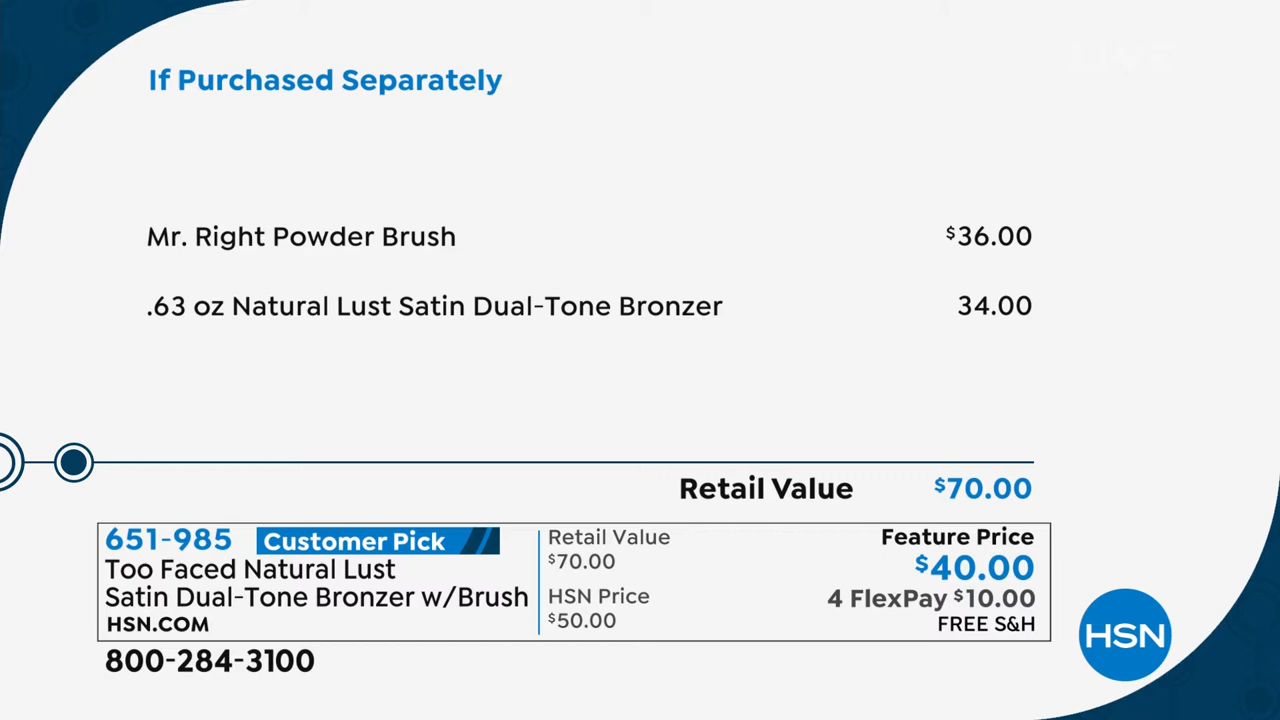 If Purchased Separately
Mr. Right Powder Brush $36.00
.63 oz Natural Lust Satin Dual-Tone Bronzer 34.00
Retail Value $70.00
651-985 Customer Pick
Too Faced Natural Lust
Satin Dual-Tone Bronzer w/Brush
HSN.COM
Retail Value
$70.00
HSN Price
$50.00
Feature Price
$40.00
4 FlexPay $10.00
FREE S&H
800-284-3100
HSN